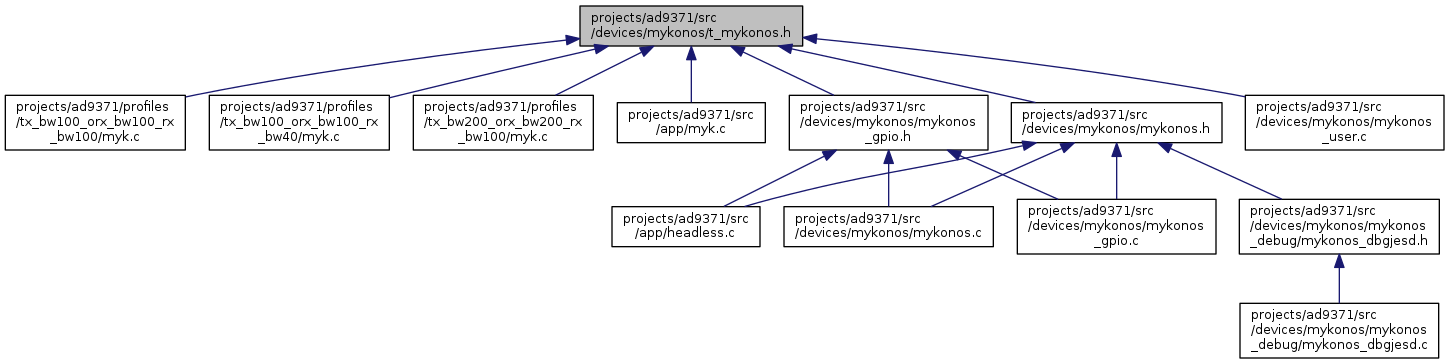 projects/ad9371/src
/devices/mykonos/t_mykonos.h
projects/ad9371/profiles
/tx_bw100_orx_bw100_rx
_bw100/myk.c
projects/ad9371/profiles
/tx_bw100_orx_bw100_rx
_bw40/myk.c
projects/ad9371/profiles
/tx_bw200_orx_bw200_rx
_bw100/myk.c
projects/ad9371/src
/app/myk.c
projects/ad9371/src
/devices/mykonos/mykonos
_gpio.h
projects/ad9371/src
/devices/mykonos/mykonos.h
projects/ad9371/src
/devices/mykonos/mykonos
_user.c
projects/ad9371/src
/app/headless.c
projects/ad9371/src
/devices/mykonos/mykonos.c
projects/ad9371/src
/devices/mykonos/mykonos
_gpio.c
projects/ad9371/src
/devices/mykonos/mykonos
_debug/mykonos_dbgjesd.h
projects/ad9371/src
/devices/mykonos/mykonos
_debug/mykonos_dbgjesd.c